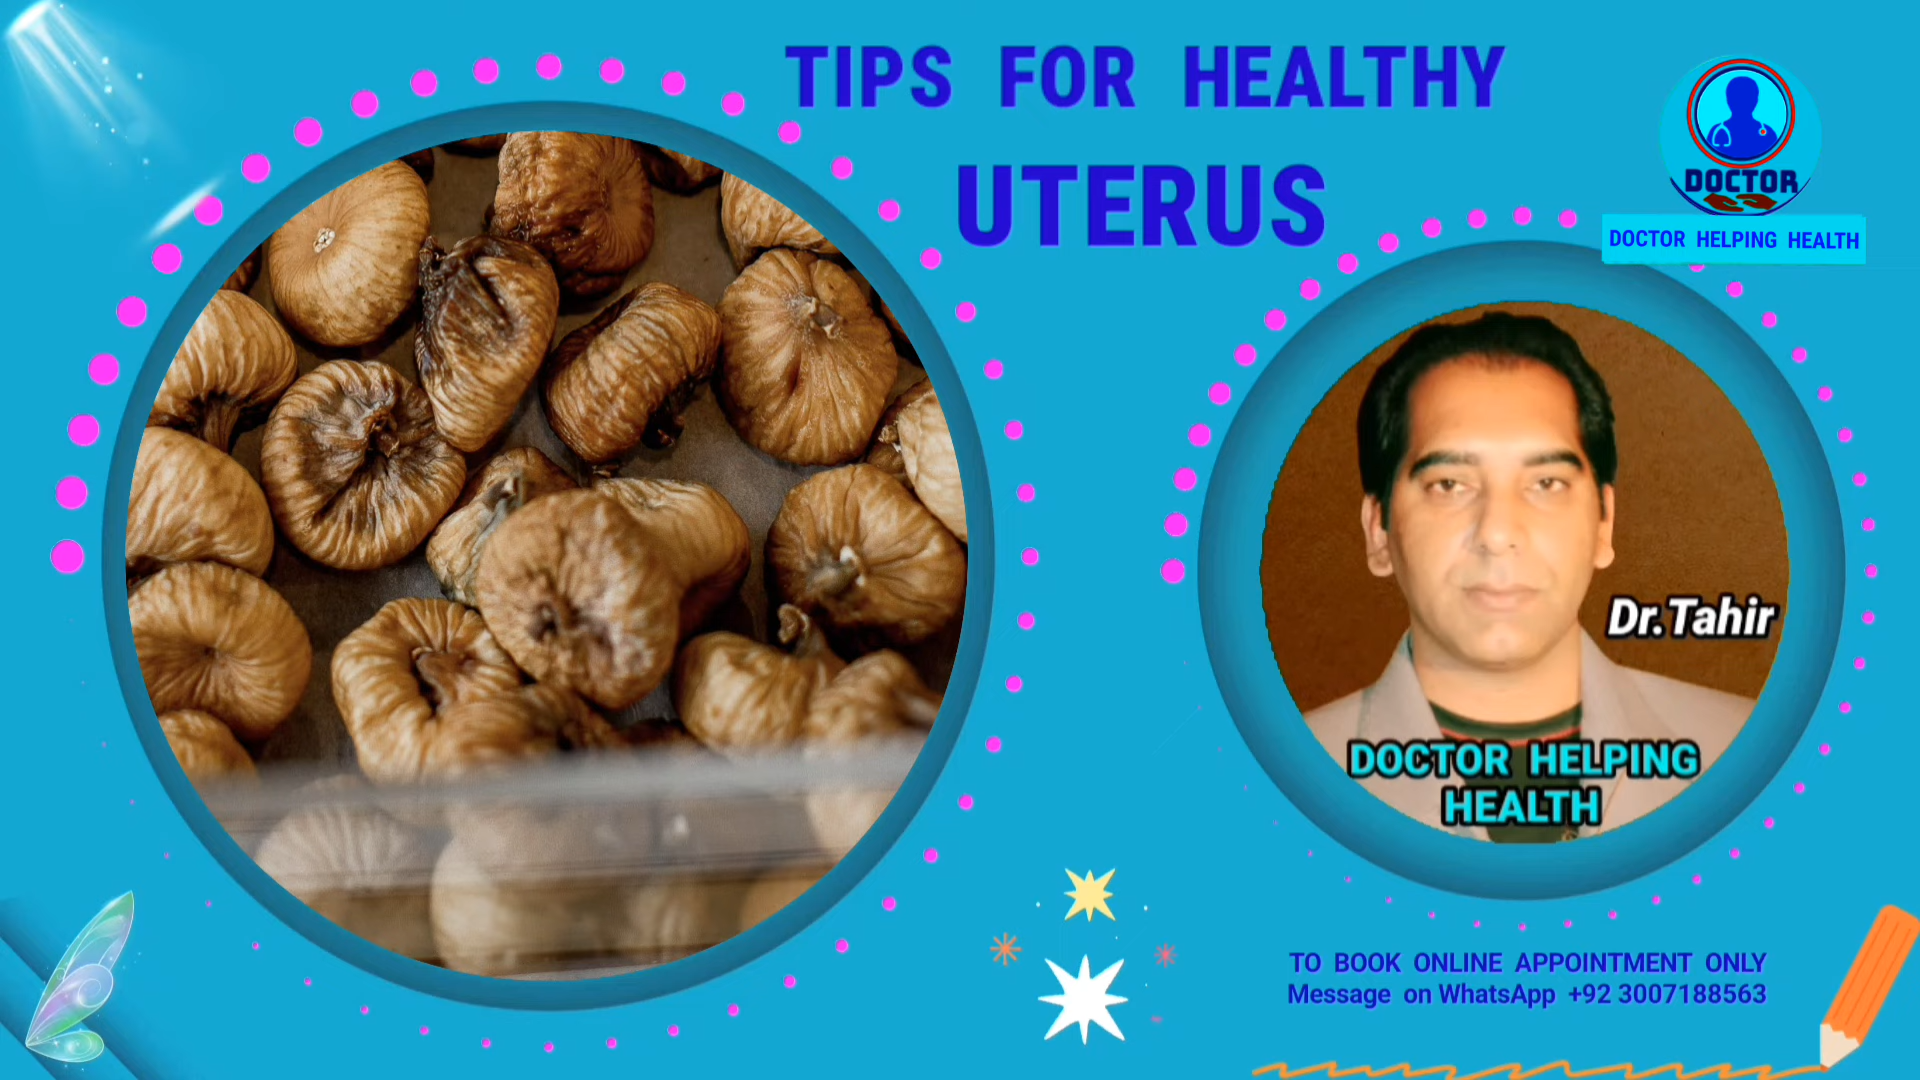 TIPS FOR HEALTHY
UTERUS
DOCTOR
DOCTOR HELPING HEALTH
Dr.Tahir
DOCTOR HELPING
HEALTH
TO BOOK ONLINE APPOINTMENT ONLY
Message on WhatsApp +92 3007188563